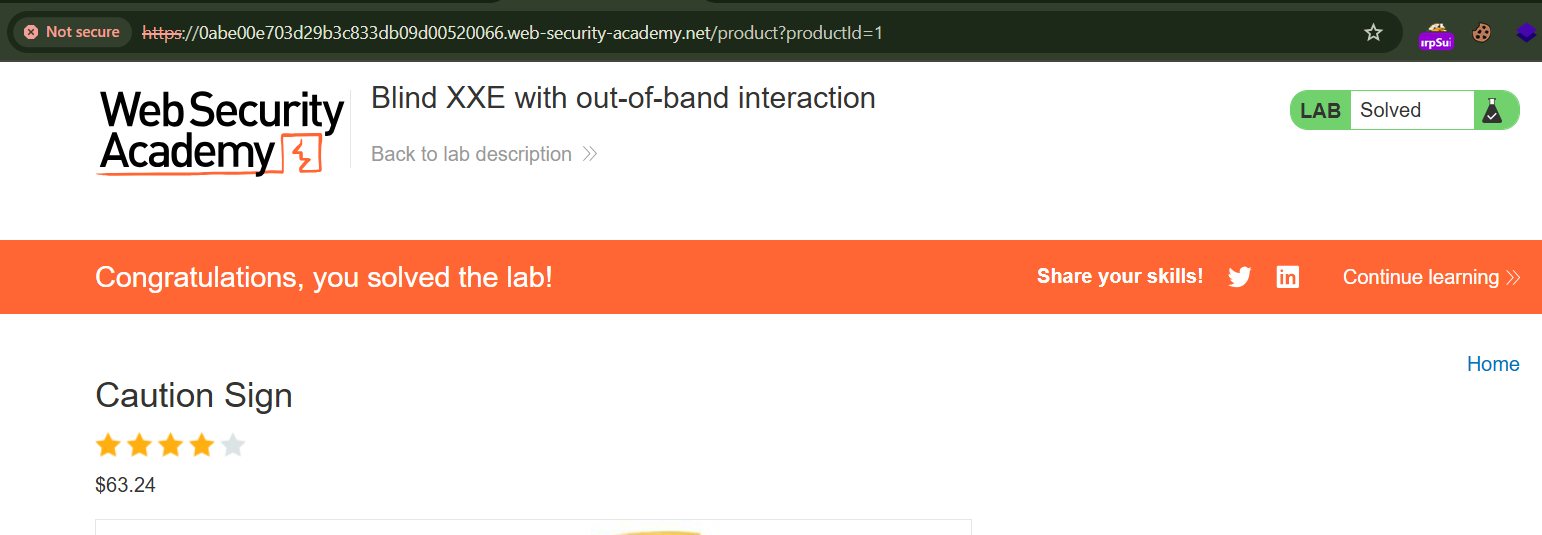 Not secure https://0abe00e703d29b3c833db09d00520066.web-security-academy.net/product?productId=1
Web Security
Academy
Blind XXE with out-of-band interaction
Back to lab description
LAB Solved
Congratulations, you solved the lab!
Share your skills!
Continue learning
Home
Caution Sign
$63.24